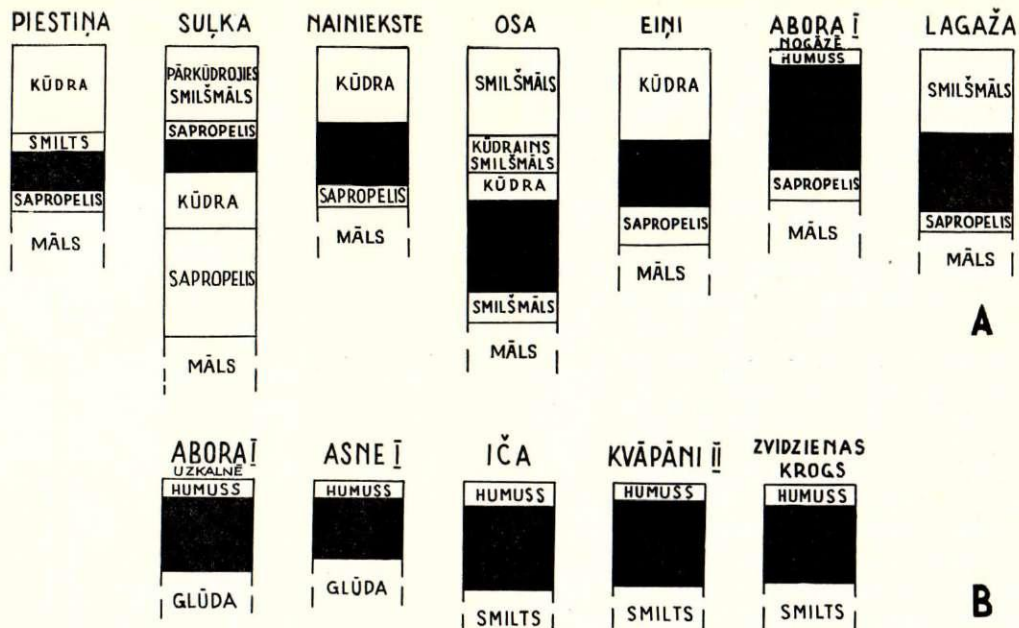 PIESTIŅA
KŪDRA
SMILTS
SAPROPELIS
MĀLS
SUĻKA
PĀRKŪDROJIES
SMILŠMĀLS
SAPROPELIS
KŪDRA
SAPROPELIS
MĀLS
NAINIEKSTE
KŪDRA
SAPROPELIS
MĀLS
OSA
SMILŠMĀLS
KŪDRAINS
SMILŠMĀLS
KŪDRA
SMILŠMĀLS
MĀLS
EIŅI
KŪDRA
SAPROPELIS
MĀLS
ABORA I
NOGĀZĒ
HUMUSS
SAPROPELIS
MĀLS
LAGAŽA
SMILŠMĀLS
SAPROPELIS
MĀLS
A
ABORA I
UZKALNĒ
HUMUSS
GLŪDA
ASNE I
HUMUSS
GLŪDA
IČA
HUMUSS
SMILTS
KVĀPĀNI II
HUMUSS
SMILTS
ZVIDZIENAS
KROGS
HUMUSS
SMILTS
B